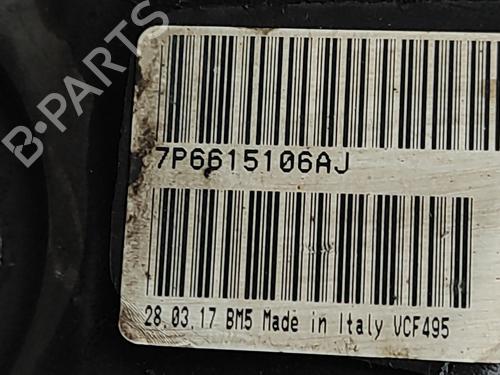 B-PARTS
7P6615106AJ
28.03.17 BM5 Made in Italy VCF495